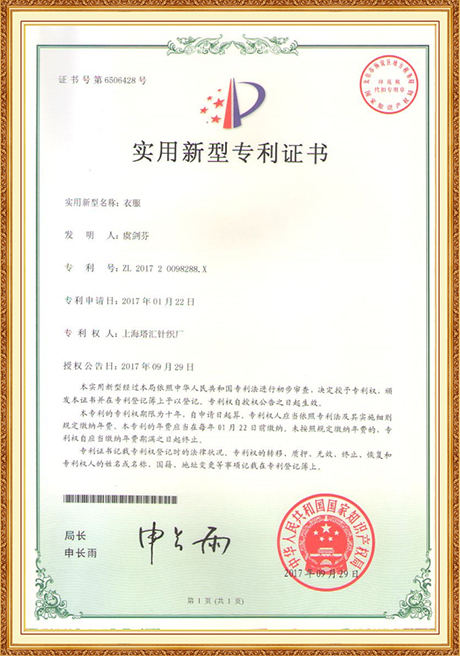 证书号第6506428号
印花税
代扣专用章
实用新型专利证书
实用新型名称：衣服
发明人：虞剑芬
专利号：ZL 2017 2 0098288.X
专利申请日：2017年01月22日
专利权人：上海塔汇针织厂
授权公告日：2017年09月29日
本实用新型经过本局依照中华人民共和国专利法进行初步审查，决定授予专利权，颁
发本证书并在专利登记簿上予以登记。专利权自授权公告之日起生效。
本专利的专利权期限为十年，自申请日起算。专利权人应当依照专利法及其实施细则
规定缴纳年费。本专利的年费应当在每年01月22日前缴纳。未按照规定缴纳年费的，专
利权自应当缴纳年费期满之日起终止。
专利证书记载专利权登记时的法律状况。专利权的转移、质押、无效、终止、恢复和
专利权人的姓名或名称、国籍、地址变更等事项记载在专利登记簿上。
局长
申长雨
申长雨
中华人民共和国国家知识产权局
2017年09月29日
第1页（共1页）